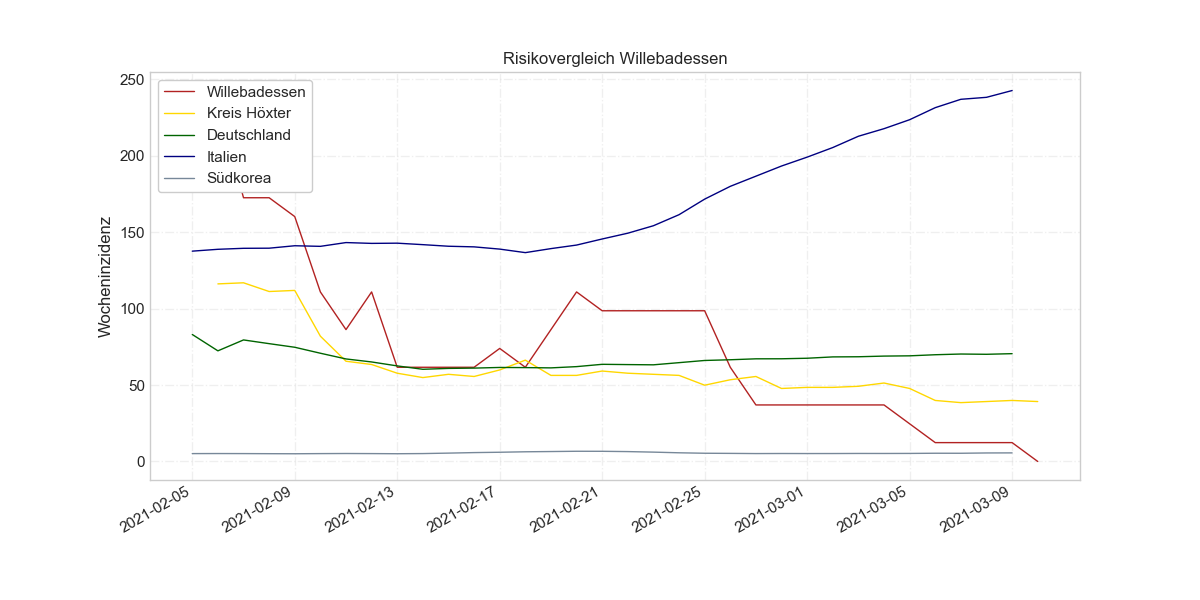 Risikovergleich Willebadessen
Wocheninzidenz
250
200
150
100
50
0
Willebadessen
Kreis Höxter
Deutschland
Italien
Südkorea
2021-02-05
2021-02-09
2021-02-13
2021-02-17
2021-02-21
2021-02-25
2021-03-01
2021-03-05
2021-03-09